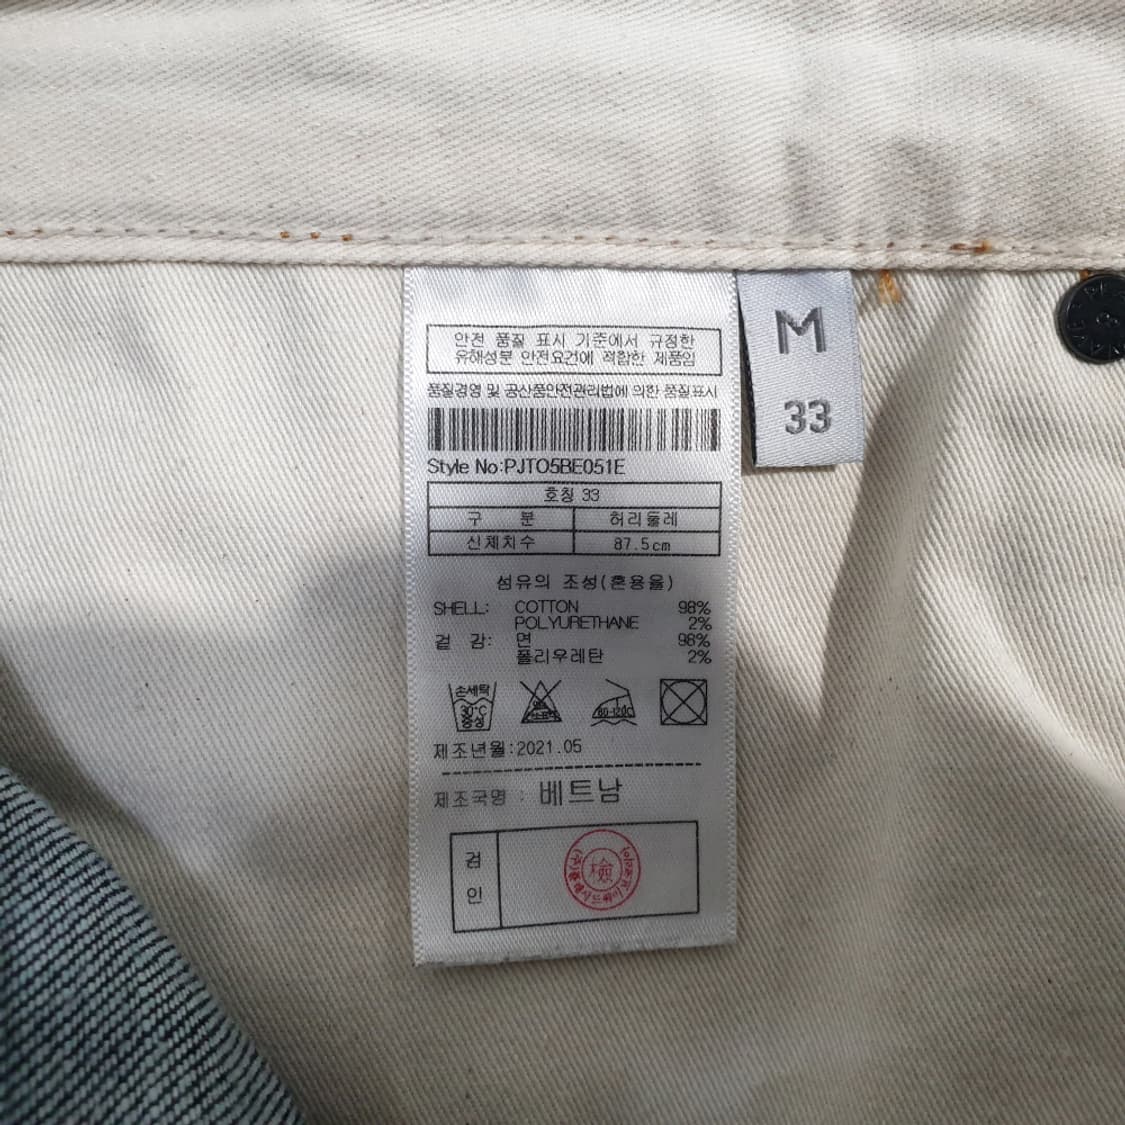 안전 품질 표시 기준에서 규정한
유해성분 안전요건에 적합한 제품임
품질경영 및 공산품안전관리법에 의한 품질표시
Style No:PJTO5BE051E
호칭 33
구 분 허리둘레
신체치수 87.5cm
섬유의 조성(혼용율)
SHELL: COTTON 98%
POLYURETHANE 2%
겉 감: 면 98%
폴리우레탄 2%
손세탁
30℃
중성
80-120C
제조년월:2021.05
제조국명 : 베트남
검
인
檢
M
33